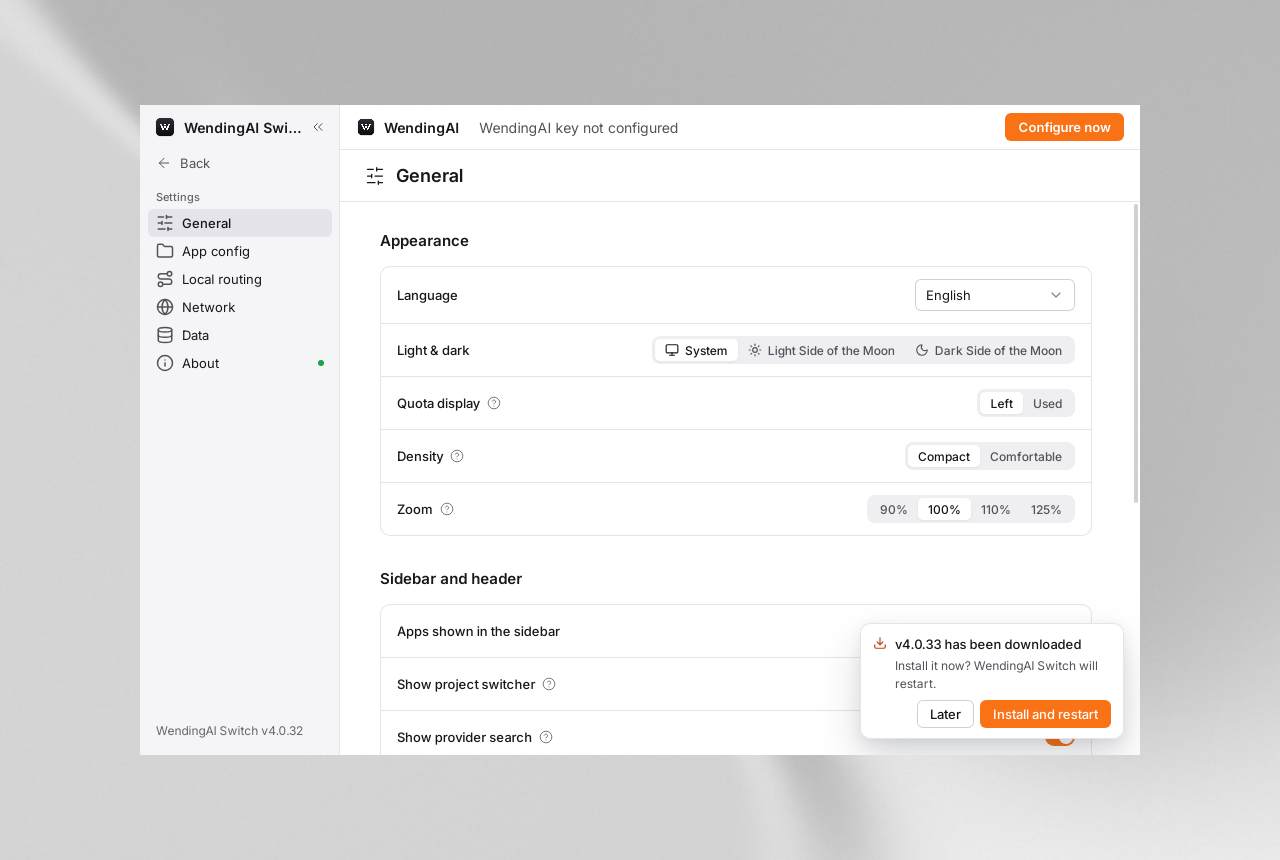 WendingAI Swi...
Back
Settings
General
App config
Local routing
Network
Data
About
WendingAI Switch v4.0.32
WendingAI
WendingAI key not configured
Configure now
General
Appearance
Language
English
Light & dark
System
Light Side of the Moon
Dark Side of the Moon
Quota display
Left
Used
Density
Compact
Comfortable
Zoom
90%
100%
110%
125%
Sidebar and header
Apps shown in the sidebar
Show project switcher
Show provider search
v4.0.33 has been downloaded
Install it now? WendingAI Switch will
restart.
Later
Install and restart